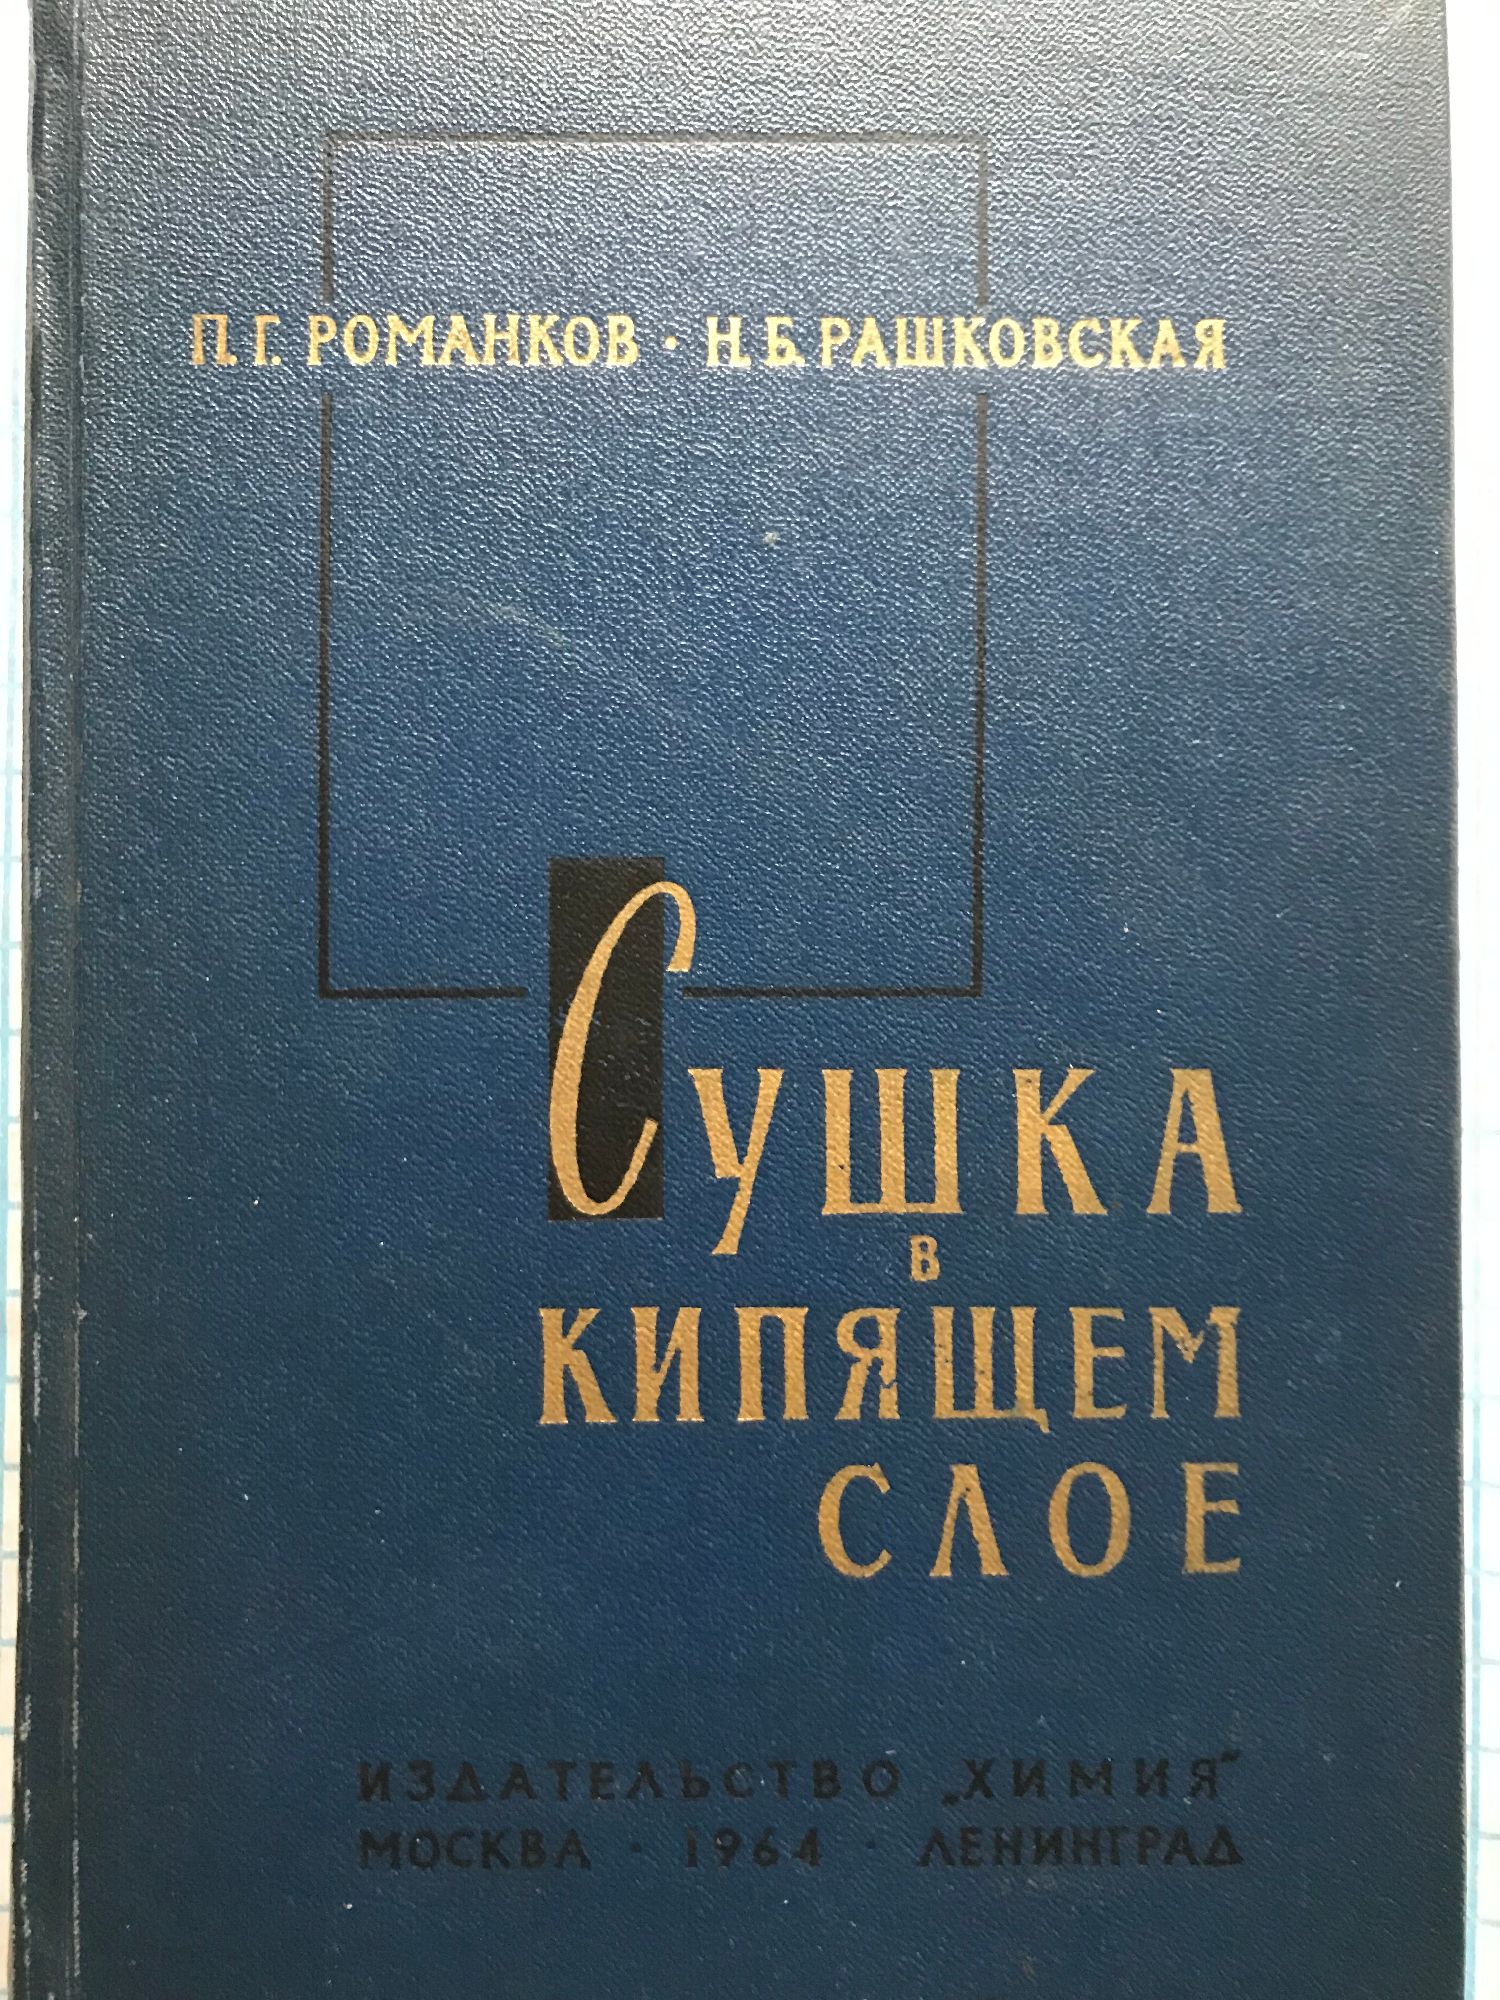 П. Г. РОМАНКОВ · Н. Б. РАШКОВСКАЯ
СУШКА
В
КИПЯЩЕМ
СЛОЕ
ИЗДАТЕЛЬСТВО „ХИМИЯ"
МОСКВА · 1964 · ЛЕНИНГРАД